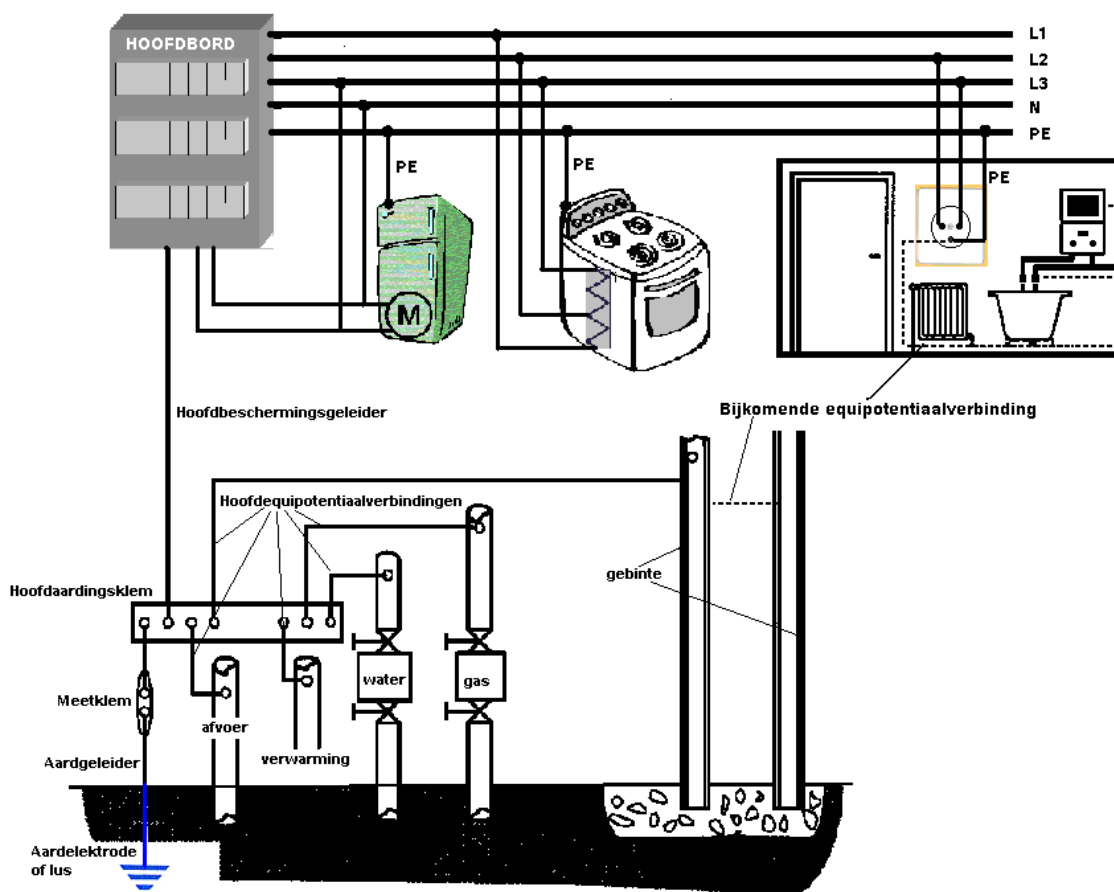 HOOFDBORD
L1
L2
L3
N
PE
PE
PE
PE
M
Hoofdbeschermingsgeleider
Bijkomende equipotentiaalverbinding
Hoofdequipotentiaalverbindingen
Hoofdaardingsklem
gebinte
water
gas
Meetklem
afvoer
verwarming
Aardgeleider
Aardelektrode
of lus